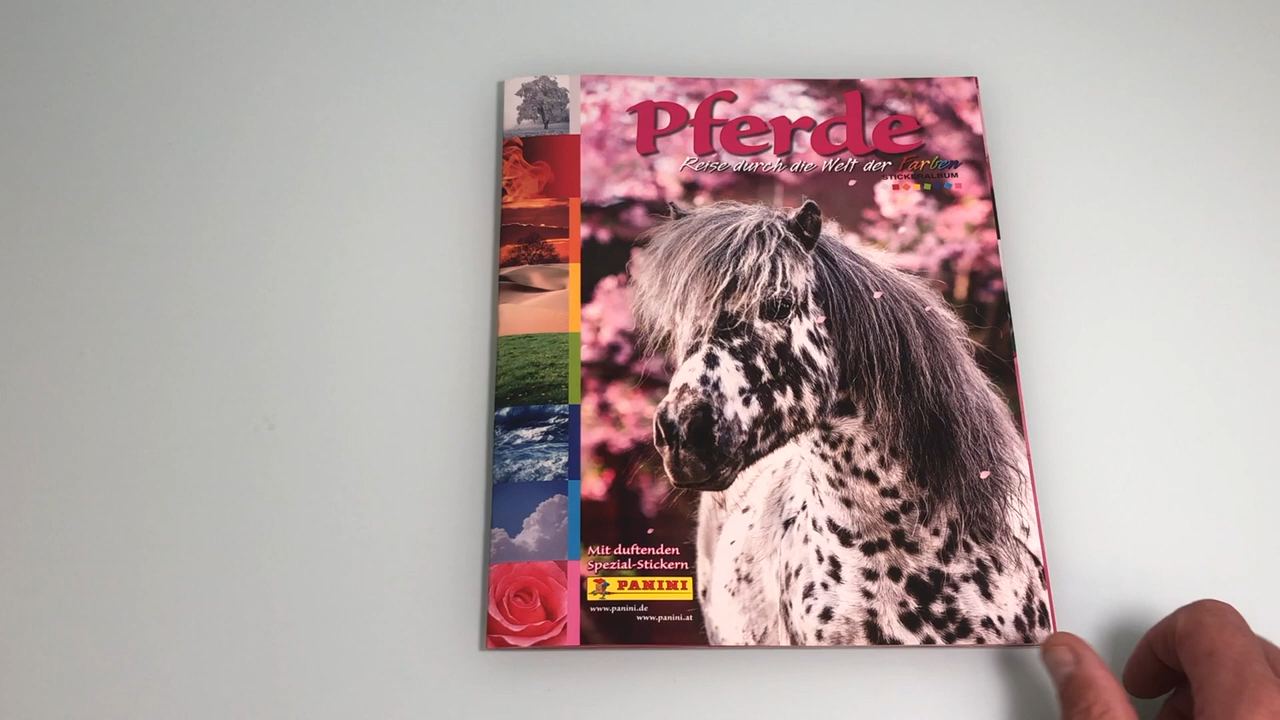 Pferde
Reise durch die Welt der Farben
STICKERALBUM
Mit duftenden
Spezial-Stickern
PANINI
www.panini.de
www.panini.at